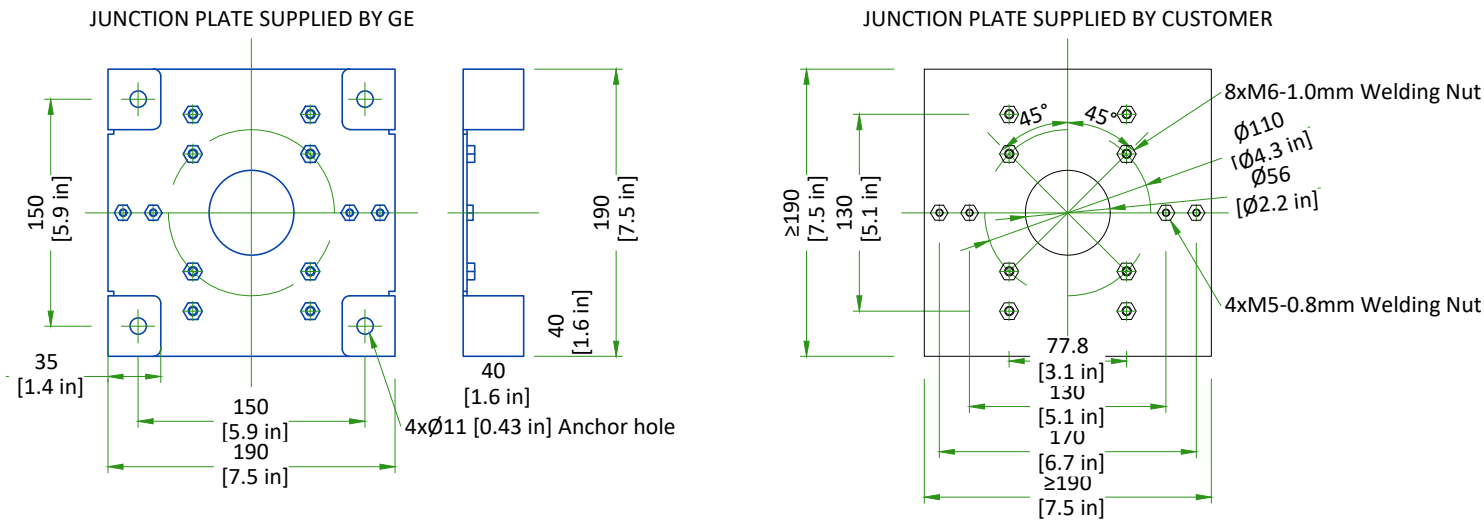 JUNCTION PLATE SUPPLIED BY GE
150
[5.9 in]
35
[1.4 in]
150
[5.9 in]
190
[7.5 in]
4xØ11 [0.43 in] Anchor hole
190
[7.5 in]
40
[1.6 in]
40
[1.6 in]
JUNCTION PLATE SUPPLIED BY CUSTOMER
≥190
[7.5 in]
130
[5.1 in]
45°
45°
8xM6-1.0mm Welding Nut
Ø110
[Ø4.3 in]
Ø56
[Ø2.2 in]
4xM5-0.8mm Welding Nut
77.8
[3.1 in]
130
[5.1 in]
170
[6.7 in]
≥190
[7.5 in]